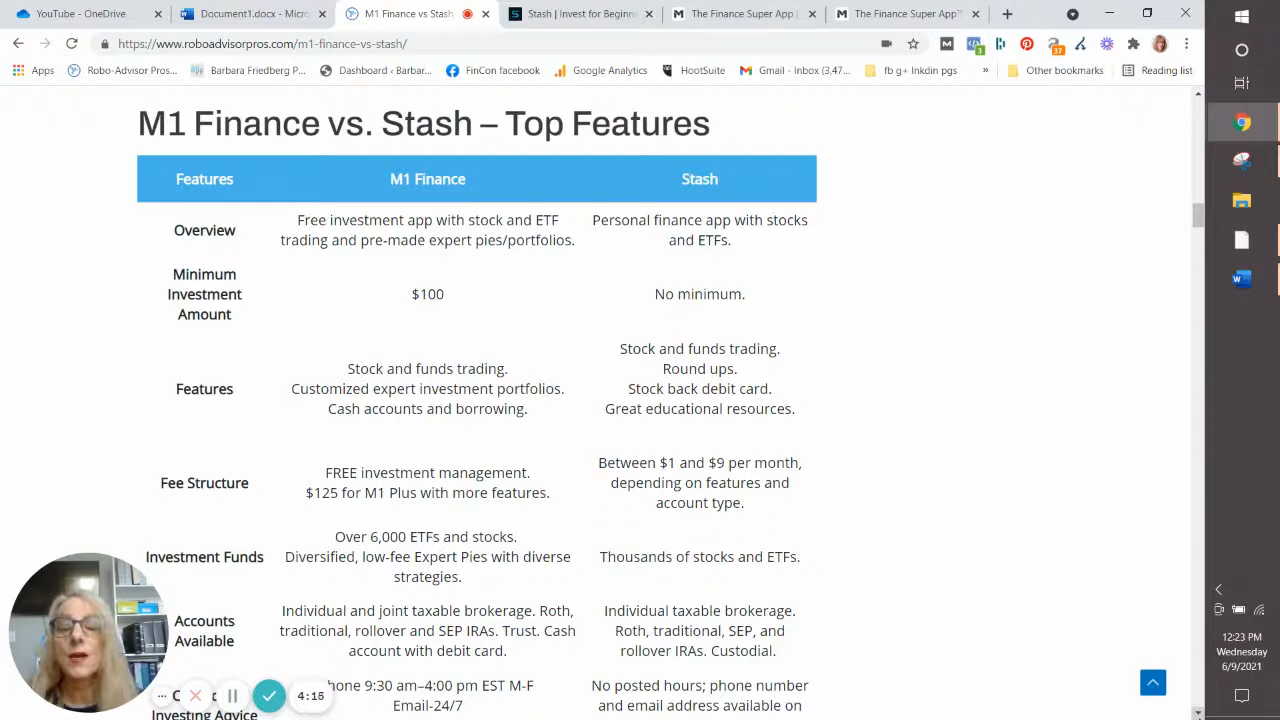 YouTube - OneDrive
Document1.docx - Micro
M1 Finance vs Stash
Stash | Invest for Beginne
The Finance Super App |
The Finance Super App™
https://www.roboadvisorpros.com/m1-finance-vs-stash/
3
37
Apps
Robo-Advisor Pros...
Barbara Friedberg P...
Dashboard ‹ Barbar...
FinCon facebook
Google Analytics
HootSuite
Gmail - Inbox (3,47...
fb g+ lnkdin pgs
»
Other bookmarks
Reading list
M1 Finance vs. Stash – Top Features
Features
M1 Finance
Stash
Overview
Free investment app with stock and ETF
trading and pre-made expert pies/portfolios.
Personal finance app with stocks
and ETFs.
Minimum
Investment
Amount
$100
No minimum.
Features
Stock and funds trading.
Customized expert investment portfolios.
Cash accounts and borrowing.
Stock and funds trading.
Round ups.
Stock back debit card.
Great educational resources.
Fee Structure
FREE investment management.
$125 for M1 Plus with more features.
Between $1 and $9 per month,
depending on features and
account type.
Investment Funds
Over 6,000 ETFs and stocks.
Diversified, low-fee Expert Pies with diverse
strategies.
Thousands of stocks and ETFs.
Accounts
Available
Individual and joint taxable brokerage. Roth,
traditional, rollover and SEP IRAs. Trust. Cash
account with debit card.
Individual taxable brokerage.
Roth, traditional, SEP, and
rollover IRAs. Custodial.
Investing Advice
9:30 am–4:00 pm EST M-F
Email-24/7
No posted hours; phone number
and email address available on
4:15
12:23 PM
Wednesday
6/9/2021